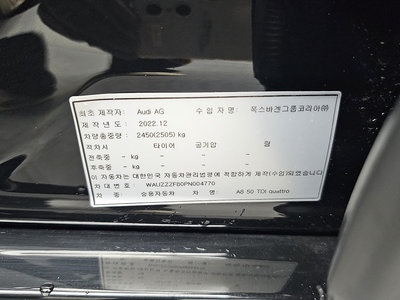 최초 제작자: Audi AG 수 입 자 명: 폭스바겐그룹코리아㈜
제 작 년 도: 2022.12
차량총중량: 2450(2505) kg
적차시 타이어 공기압 림
전축중 - kg - - -
후축중 - kg - - -
이 자동차는 대한민국 자동차관리법령에 적합하게 제작(수입)되었습니다.
차 대 번 호: WAUZZZFB0PN004770
차 종: 승용자동차 차 명: A6 50 TDI quattro